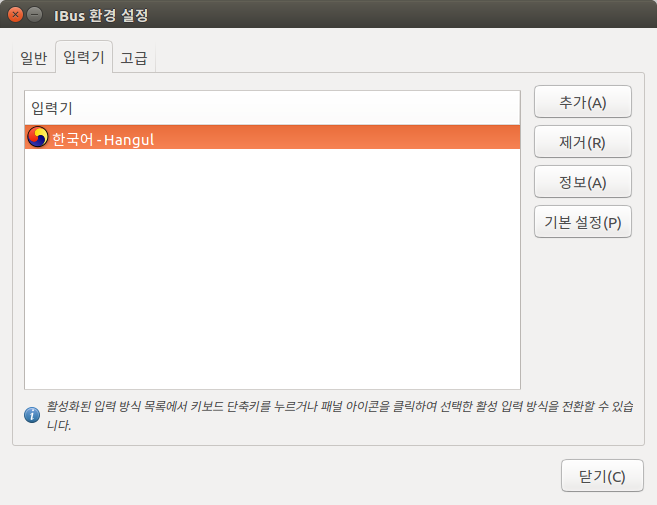 IBus 환경 설정
일반 입력기 고급
입력기
한국어 - Hangul
추가(A)
제거(R)
정보(A)
기본 설정(P)
활성화된 입력 방식 목록에서 키보드 단축키를 누르거나 패널 아이콘을 클릭하여 선택한 활성 입력 방식을 전환할 수 있습
니다.
닫기(C)